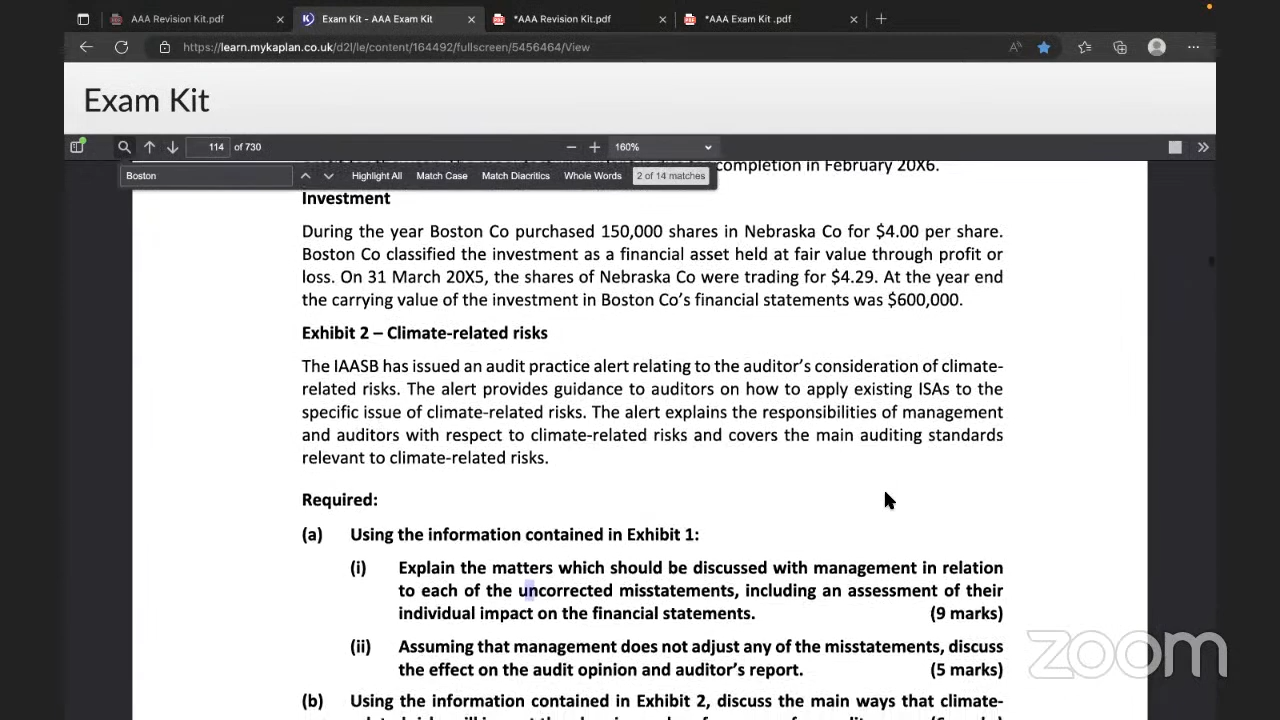 AAA Revision Kit.pdf
Exam Kit - AAA Exam Kit
*AAA Revision Kit.pdf
*AAA Exam Kit .pdf
https://learn.mykaplan.co.uk/d2l/le/content/164492/fullscreen/5456464/View
Exam Kit
114 of 730
160%
Boston
Highlight All
Match Case
Match Diacritics
Whole Words
2 of 14 matches
completion in February 20X6.
Investment
During the year Boston Co purchased 150,000 shares in Nebraska Co for $4.00 per share.
Boston Co classified the investment as a financial asset held at fair value through profit or
loss. On 31 March 20X5, the shares of Nebraska Co were trading for $4.29. At the year end
the carrying value of the investment in Boston Co's financial statements was $600,000.
Exhibit 2 – Climate-related risks
The IAASB has issued an audit practice alert relating to the auditor's consideration of climate-
related risks. The alert provides guidance to auditors on how to apply existing ISAs to the
specific issue of climate-related risks. The alert explains the responsibilities of management
and auditors with respect to climate-related risks and covers the main auditing standards
relevant to climate-related risks.
Required:
(a) Using the information contained in Exhibit 1:
(i) Explain the matters which should be discussed with management in relation
to each of the uncorrected misstatements, including an assessment of their
individual impact on the financial statements. (9 marks)
(ii) Assuming that management does not adjust any of the misstatements, discuss
the effect on the audit opinion and auditor's report. (5 marks)
(b) Using the information contained in Exhibit 2, discuss the main ways that climate-
zoom